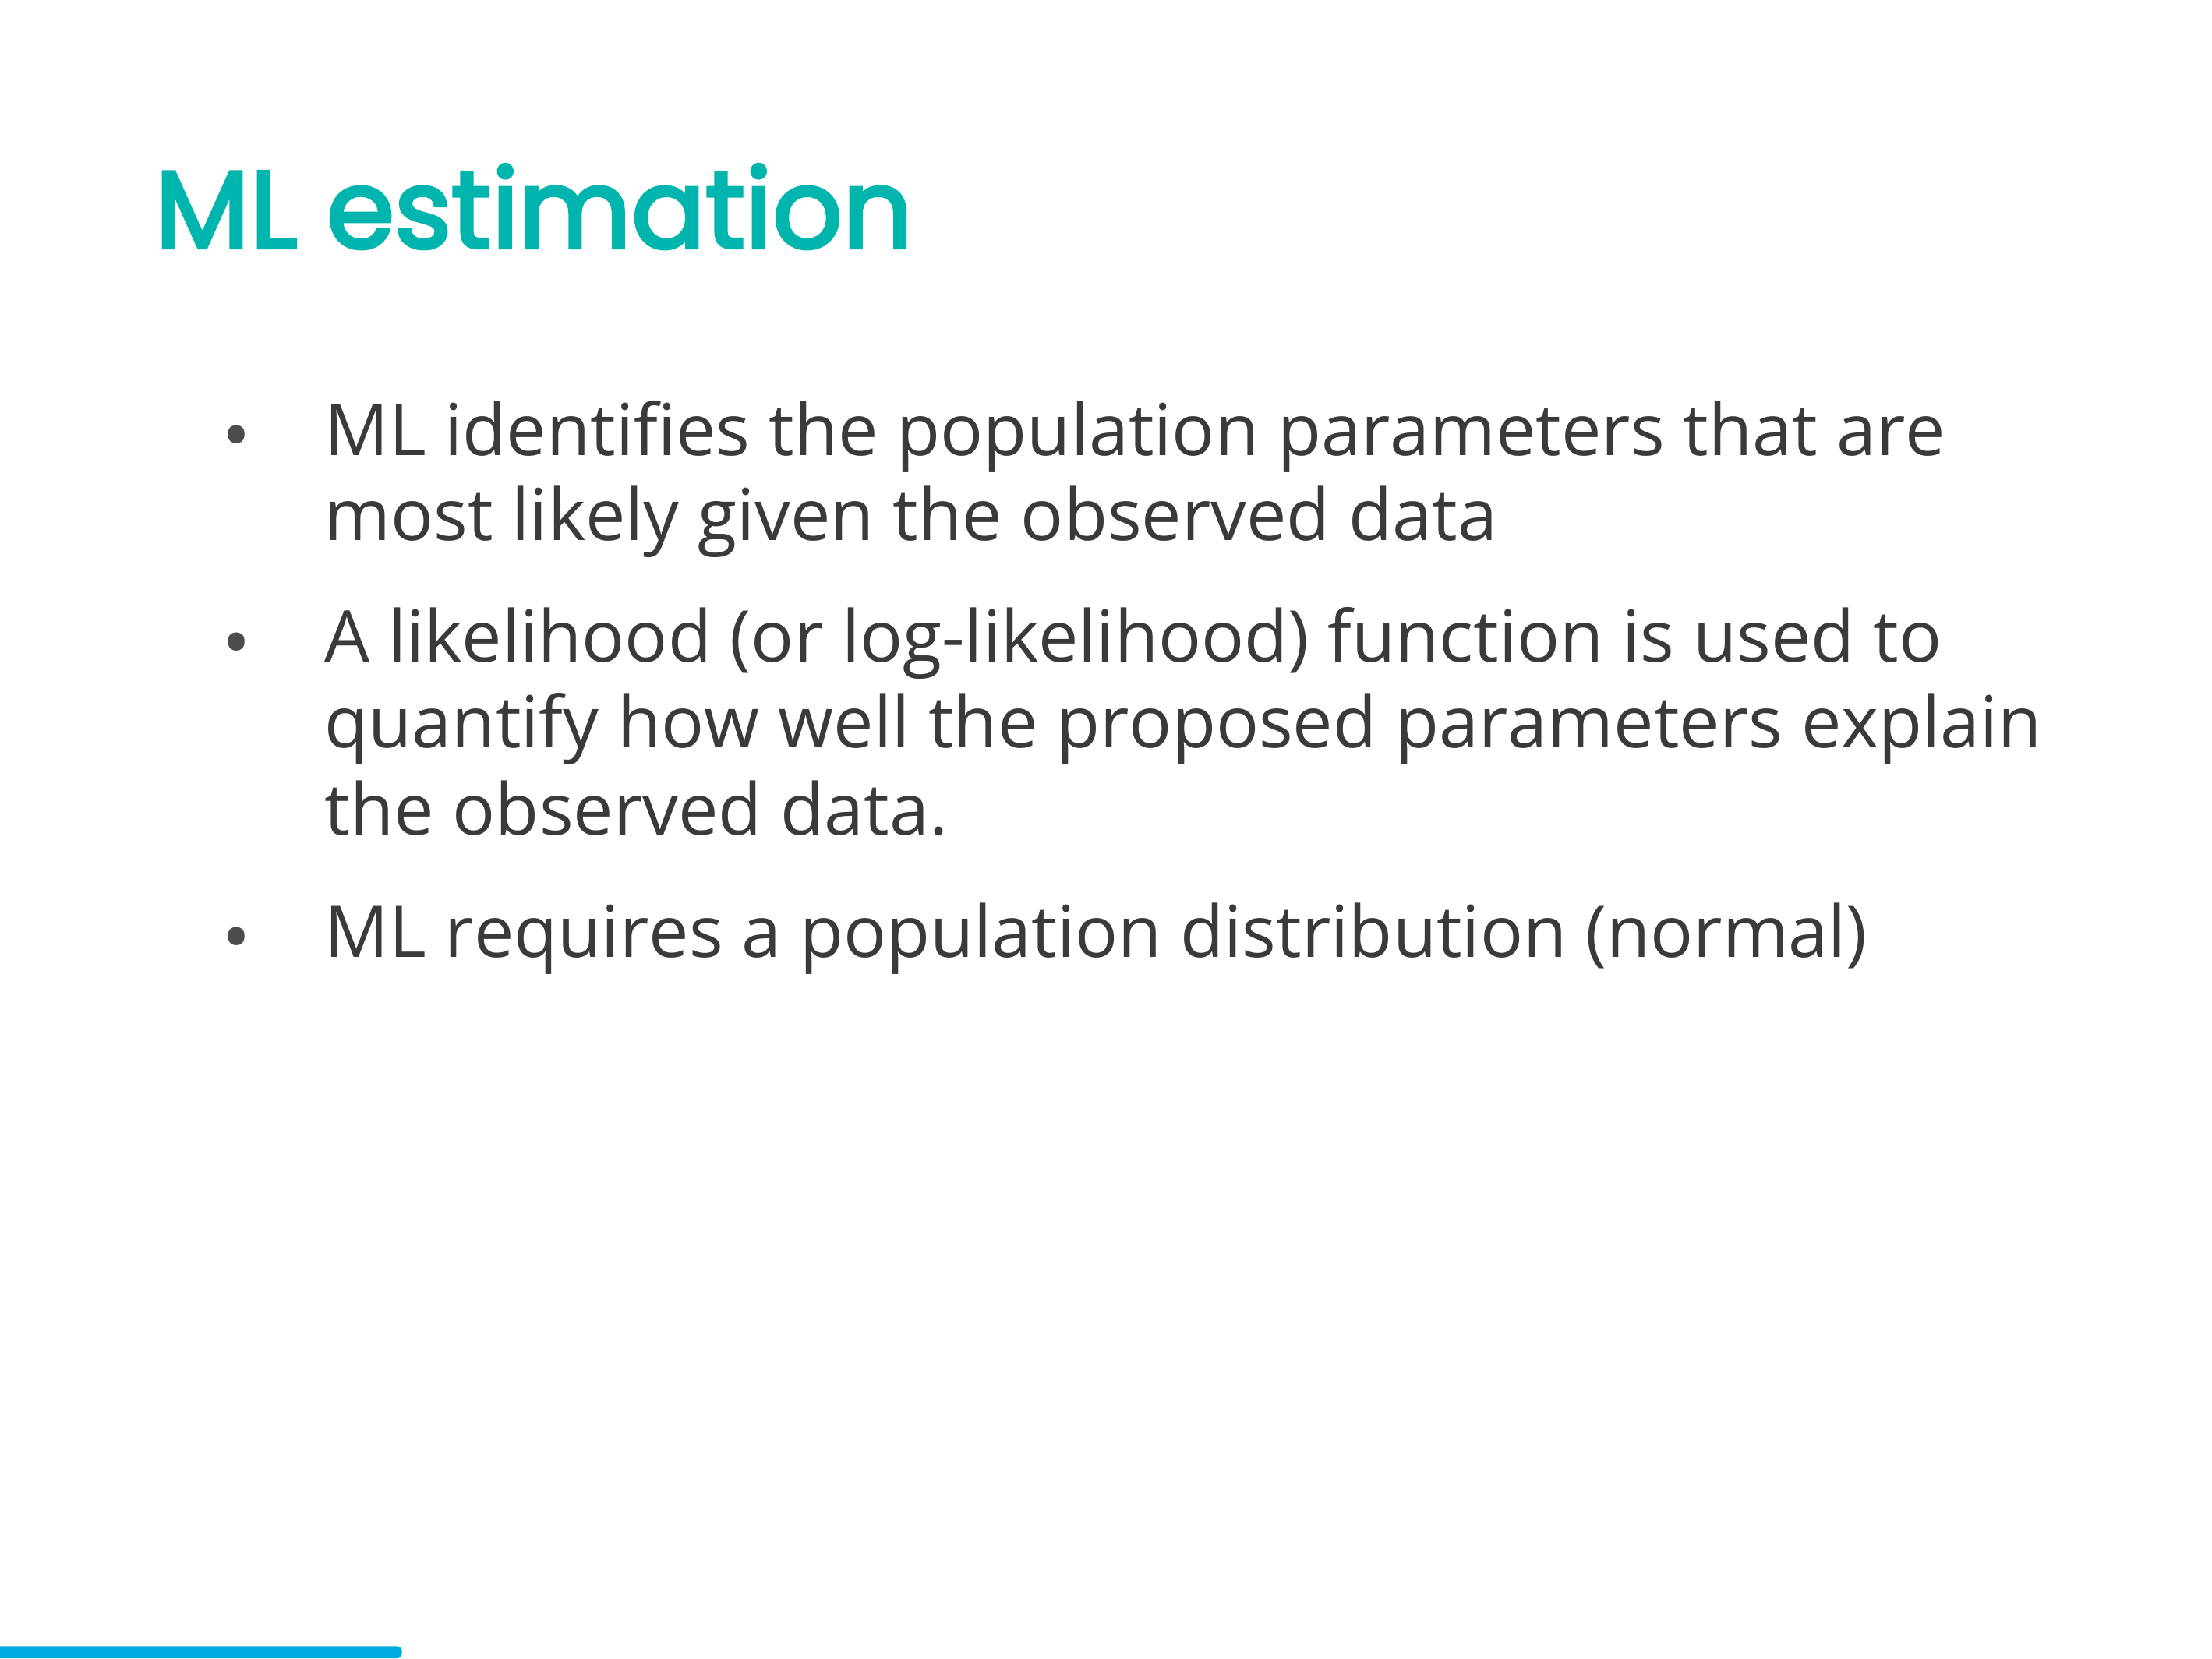 ML estimation
• ML identifies the population parameters that are
most likely given the observed data
• A likelihood (or log-likelihood) function is used to
quantify how well the proposed parameters explain
the observed data.
• ML requires a population distribution (normal)